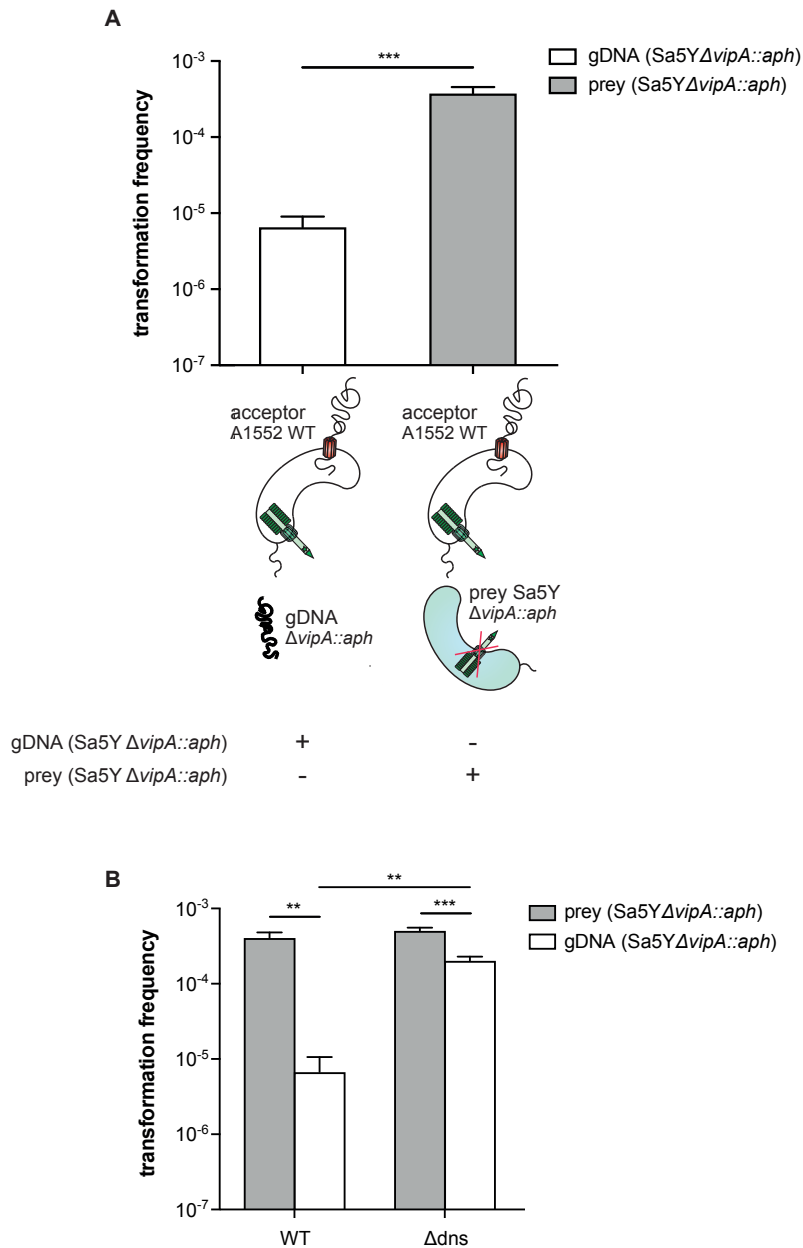 A
***
gDNA (Sa5YΔvipA::aph)
prey (Sa5YΔvipA::aph)
transformation frequency
10-3
10-4
10-5
10-6
10-7
acceptor
A1552 WT
acceptor
A1552 WT
gDNA
ΔvipA::aph
prey Sa5Y
ΔvipA::aph
gDNA (Sa5Y ΔvipA::aph) + -
prey (Sa5Y ΔvipA::aph) - +
B
**
**
***
prey (Sa5YΔvipA::aph)
gDNA (Sa5YΔvipA::aph)
transformation frequency
10-3
10-4
10-5
10-6
10-7
WT Δdns